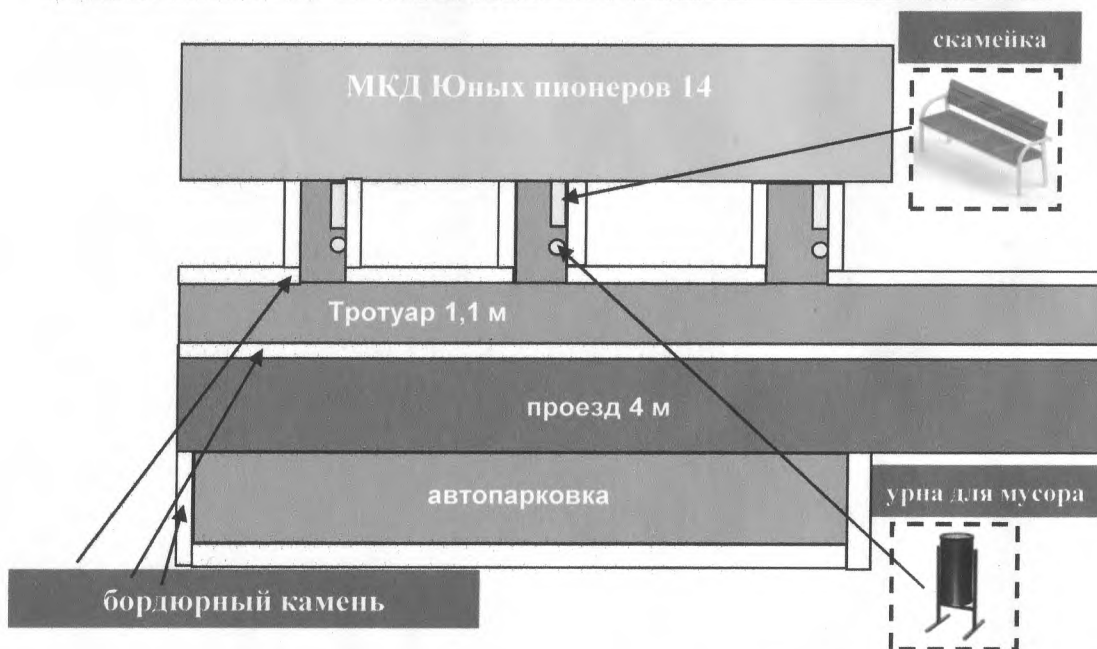 скамейка
МКД Юных пионеров 14
Тротуар 1,1 м
проезд 4 м
автопарковка
урна для мусора
бордюрный камень